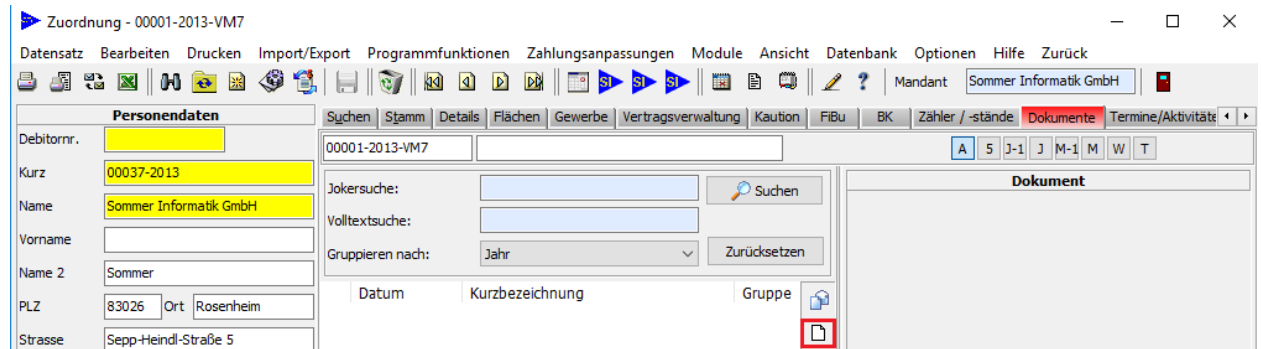 Zuordnung - 00001-2013-VM7
Datensatz Bearbeiten Drucken Import/Export Programmfunktionen Zahlungsanpassungen Module Ansicht Datenbank Optionen Hilfe Zurück
SI SI SI ? Mandant Sommer Informatik GmbH
Personendaten
Suchen Stamm Details Flächen Gewerbe Vertragsverwaltung Kaution FiBu BK Zähler / -stände Dokumente Termine/Aktivitäte
Debitornr.
00001-2013-VM7
A 5 J-1 J M-1 M W T
Kurz 00037-2013
Name Sommer Informatik GmbH
Vorname
Name 2 Sommer
PLZ 83026 Ort Rosenheim
Strasse Sepp-Heindl-Straße 5
Jokersuche: Suchen
Volltextsuche:
Gruppieren nach: Jahr Zurücksetzen
Datum Kurzbezeichnung Gruppe
Dokument